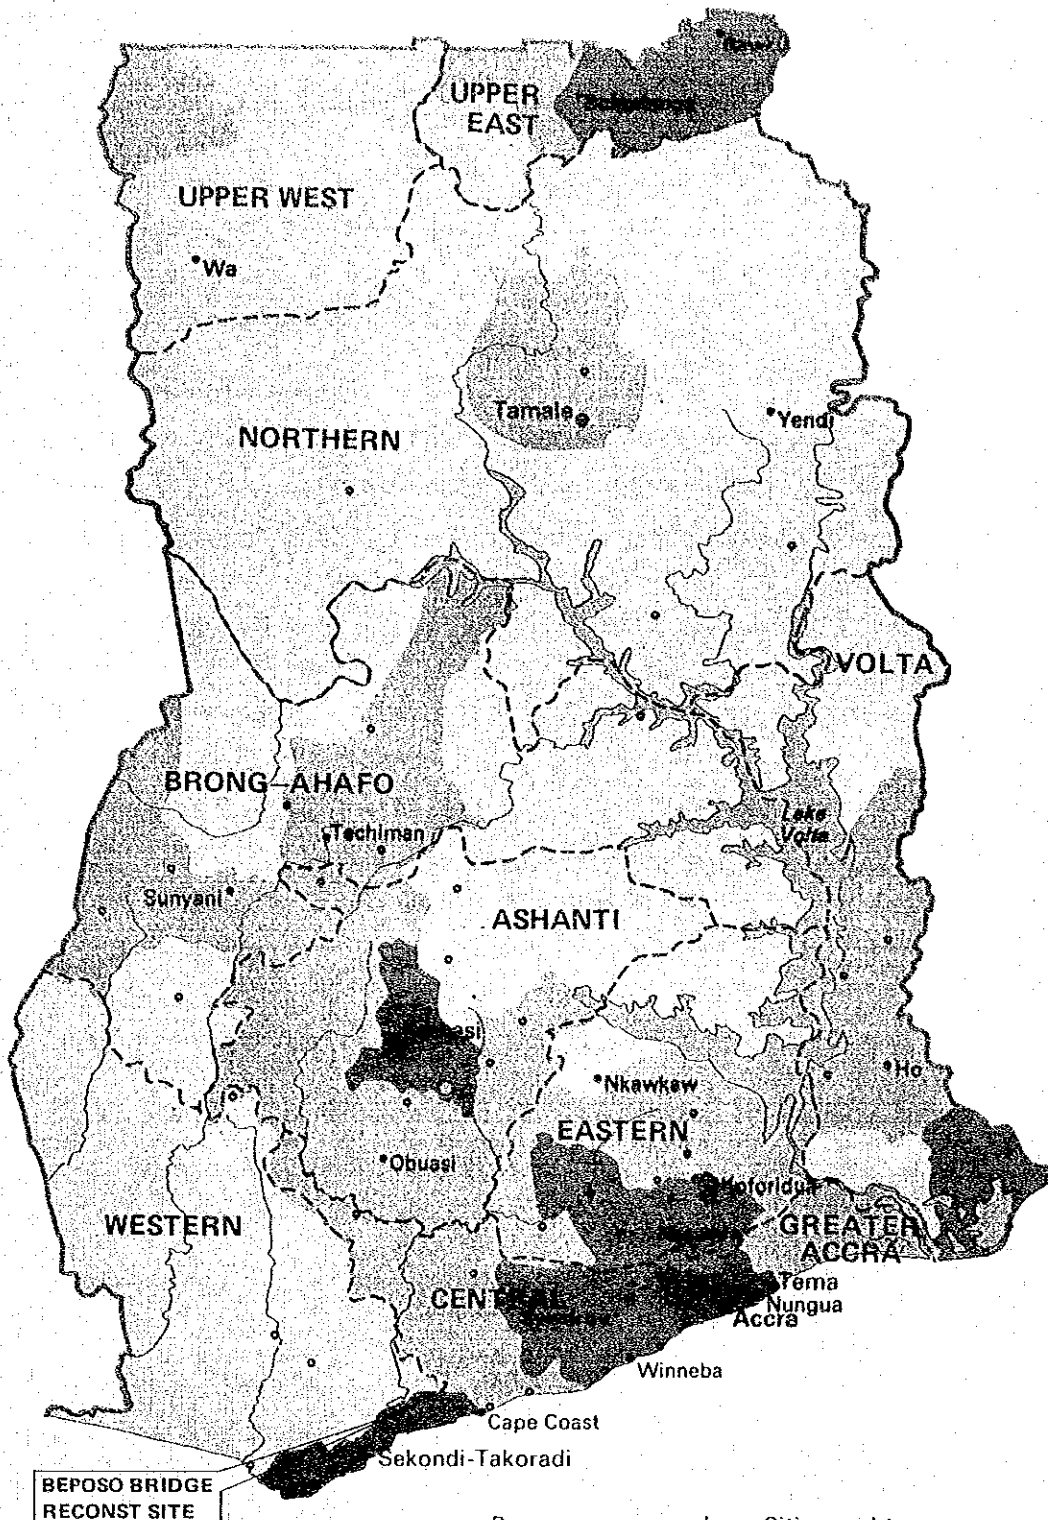 UPPER
EAST
UPPER WEST
Wa
Tamale
Yendi
NORTHERN
VOLTA
BRONG-AHAFO
Techiman
Lake
Volta
Sunyani
ASHANTI
Nkawkaw
Ho
EASTERN
Obuasi
Koforidua
WESTERN
GREATER
ACCRA
CENTRAL
Tema
Nungua
Accra
Winneba
Cape Coast
Sekondi-Takoradi
BEPOSO BRIDGE
RECONST SITE